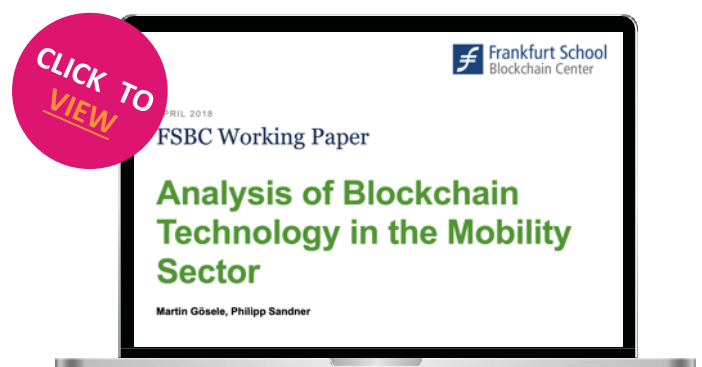 CLICK TO
VIEW
Frankfurt School
Blockchain Center
PRIL 2018
FSBC Working Paper
Analysis of Blockchain
Technology in the Mobility
Sector
Martin Gösele, Philipp Sandner